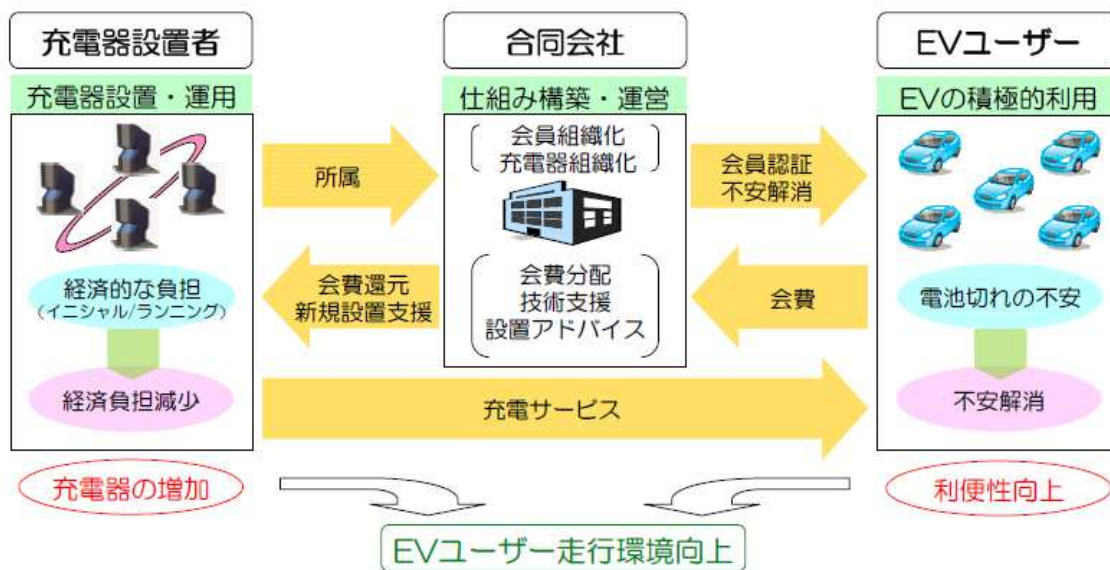 充電器設置者
合同会社
EVユーザー
充電器設置・運用
仕組み構築・運営
EVの積極的利用
会員組織化
充電器組織化
所属
会員認証
不安解消
経済的な負担
（イニシャル/ランニング）
会費還元
新規設置支援
会費分配
技術支援
設置アドバイス
会費
電池切れの不安
経済負担減少
充電サービス
不安解消
充電器の増加
利便性向上
EVユーザー走行環境向上